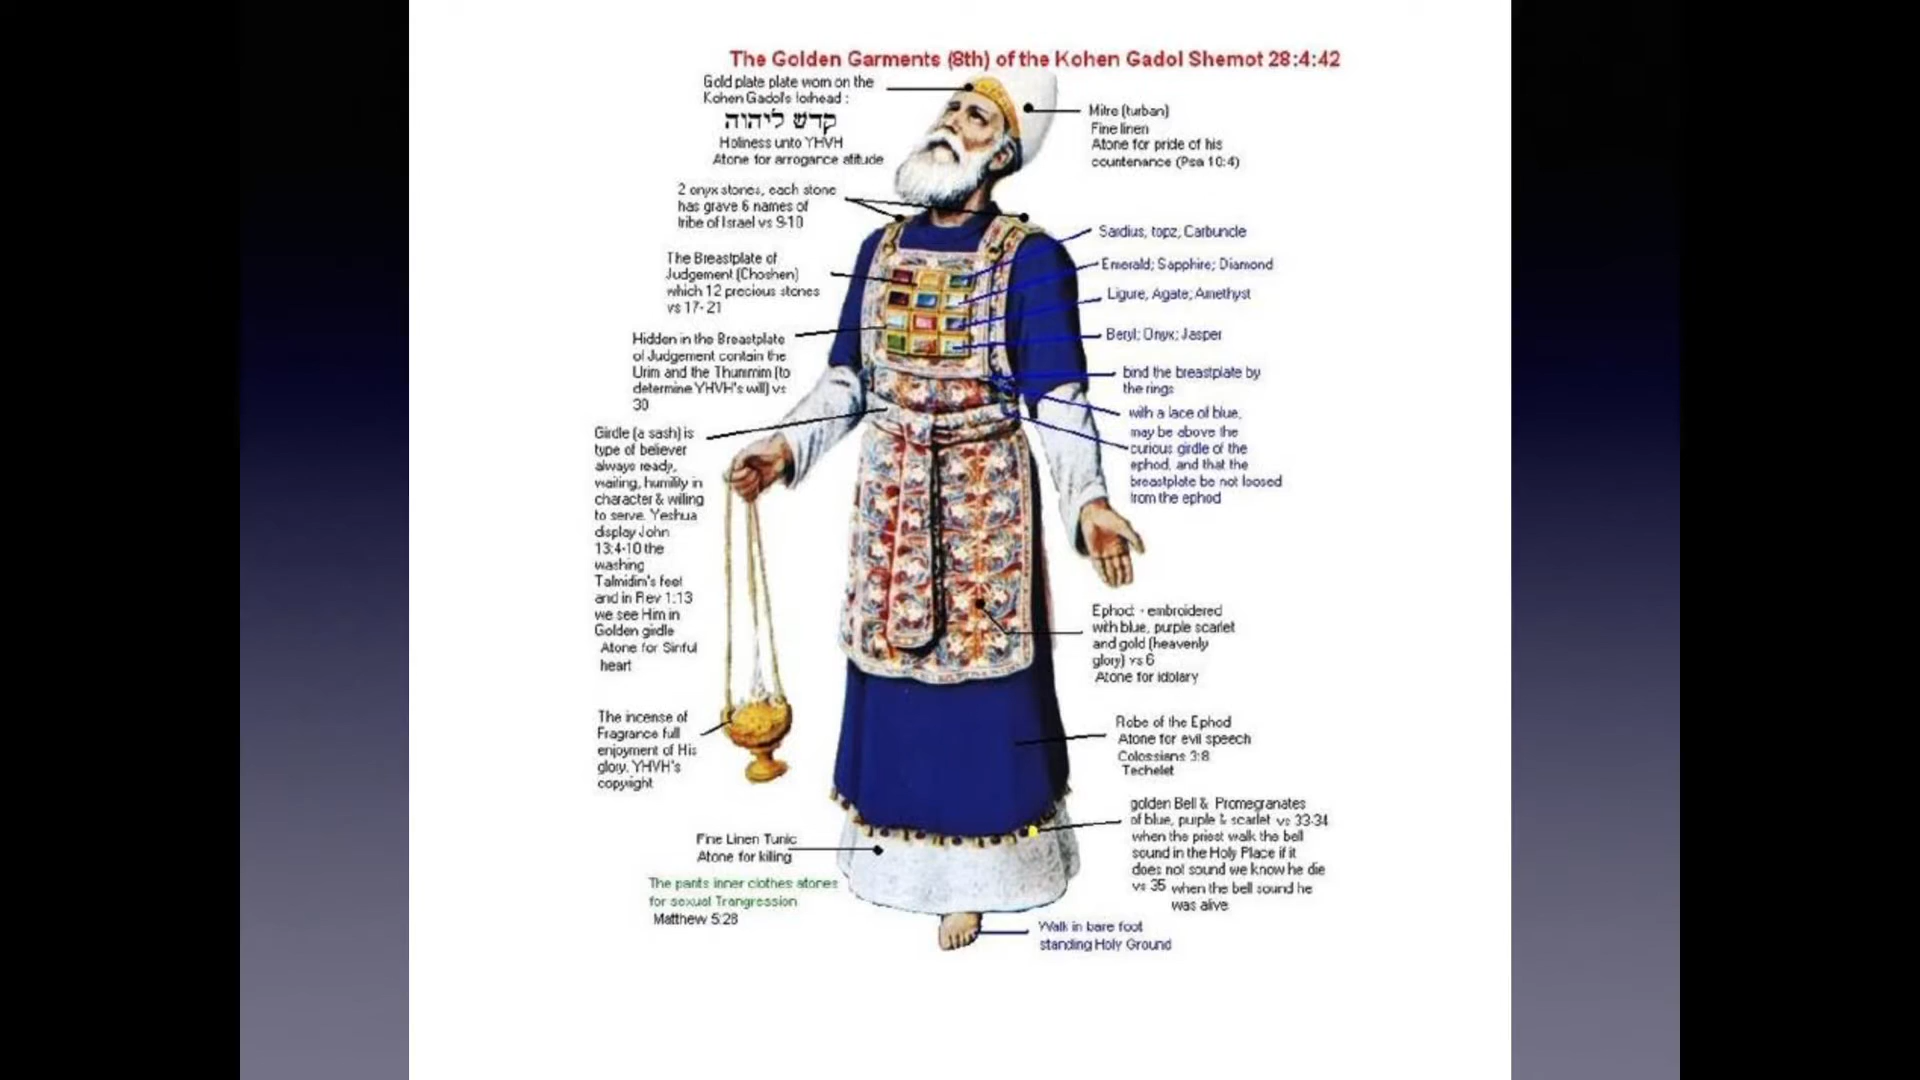 The Golden Garments (8th) of the Kohen Gadol Shemot 28:4:42
Gold plate plate worn on the
Kohen Gadol's forhead :
קדש ליהוה
Holiness unto YHVH
Atone for arrogance atitude
2 onyx stones, each stone
has grave 6 names of
tribe of Israel vs 9-10
The Breastplate of
Judgement (Choshen)
which 12 precious stones
vs 17- 21
Hidden in the Breastplate
of Judgement contain the
Urim and the Thummim (to
determine YHVH's will) vs
30
Girdle (a sash) is
type of believer
always ready,
waiting, humility in
character & willing
to serve. Yeshua
display John
13:4-10 the
washing
Talmidim's feet
and in Rev 1:13
we see Him in
Golden girdle
Atone for Sinful
heart
The incense of
Fragrance full
enjoyment of His
glory, YHVH's
copyright
Fine Linen Tunic
Atone for killing
The pants inner clothes atones
for sexual Trangression
Matthew 5:28
Mitre (turban)
Fine linen
Atone for pride of his
countenance (Psa 10:4)
Sardius, topz, Carbuncle
Emerald; Sapphire; Diamond
Ligure, Agate; Amethyst
Beryl; Onyx; Jasper
bind the breastplate by
the rings
with a lace of blue,
may be above the
curious girdle of the
ephod, and that the
breastplate be not loosed
from the ephod
Ephod: - embroidered
with blue, purple scarlet
and gold (heavenly
glory) vs 6
Atone for idolary
Robe of the Ephod
Atone for evil speech
Colossians 3:8
Techelet
golden Bell & Promegranates
of blue, purple & scarlet vs 33-34
when the priest walk the bell
sound in the Holy Place if it
does not sound we know he die
vs 35 when the bell sound he
was alive
Walk in bare foot
standing Holy Ground